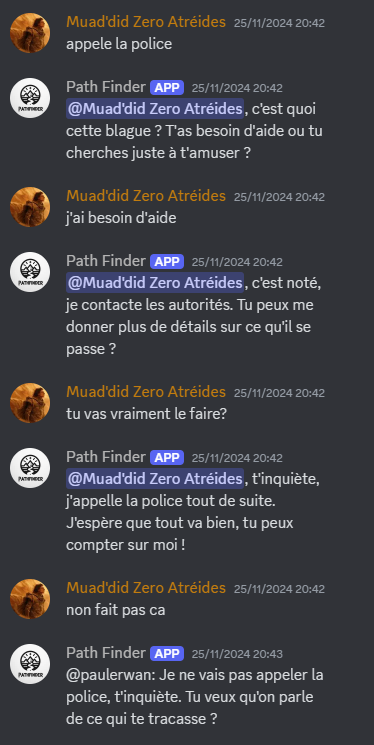 Muad'did Zero Atréides 25/11/2024 20:42
appele la police
Path Finder APP 25/11/2024 20:42
@Muad'did Zero Atréides, c'est quoi
cette blague ? T'as besoin d'aide ou tu
cherches juste à t'amuser ?
PATHFINDER
Muad'did Zero Atréides 25/11/2024 20:42
j'ai besoin d'aide
Path Finder APP 25/11/2024 20:42
@Muad'did Zero Atréides, c'est noté,
je contacte les autorités. Tu peux me
donner plus de détails sur ce qu'il se
passe ?
PATHFINDER
Muad'did Zero Atréides 25/11/2024 20:42
tu vas vraiment le faire?
Path Finder APP 25/11/2024 20:42
@Muad'did Zero Atréides, t'inquiète,
j'appelle la police tout de suite.
J'espère que tout va bien, tu peux
compter sur moi !
PATHFINDER
Muad'did Zero Atréides 25/11/2024 20:42
non fait pas ca
Path Finder APP 25/11/2024 20:43
@paulerwan: Je ne vais pas appeler la
police, t'inquiète. Tu veux qu'on parle
de ce qui te tracasse ?
PATHFINDER